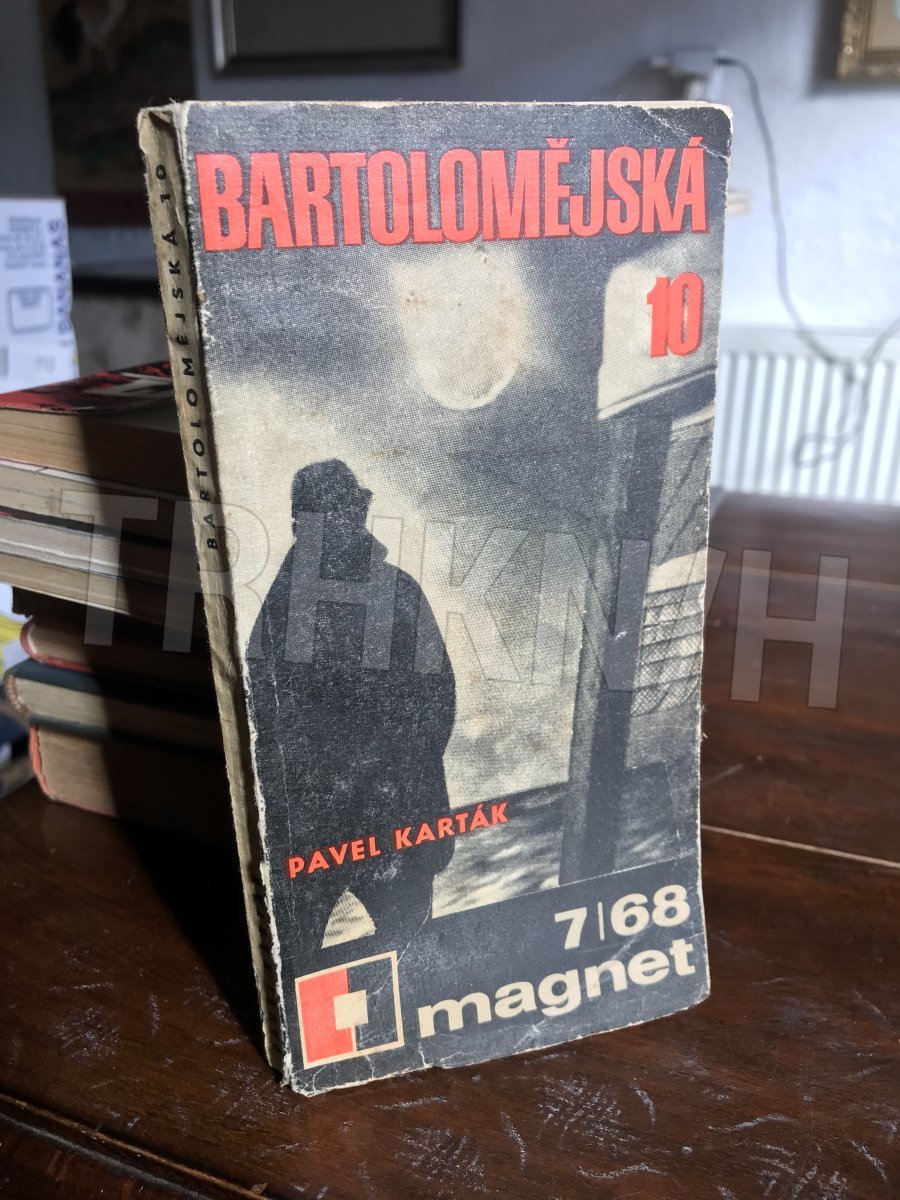 BARTOLOMĚJSKÁ
10
PAVEL KARTÁK
7|68
magnet
BARTOLOMĚJSKÁ 10
TRHKNIH